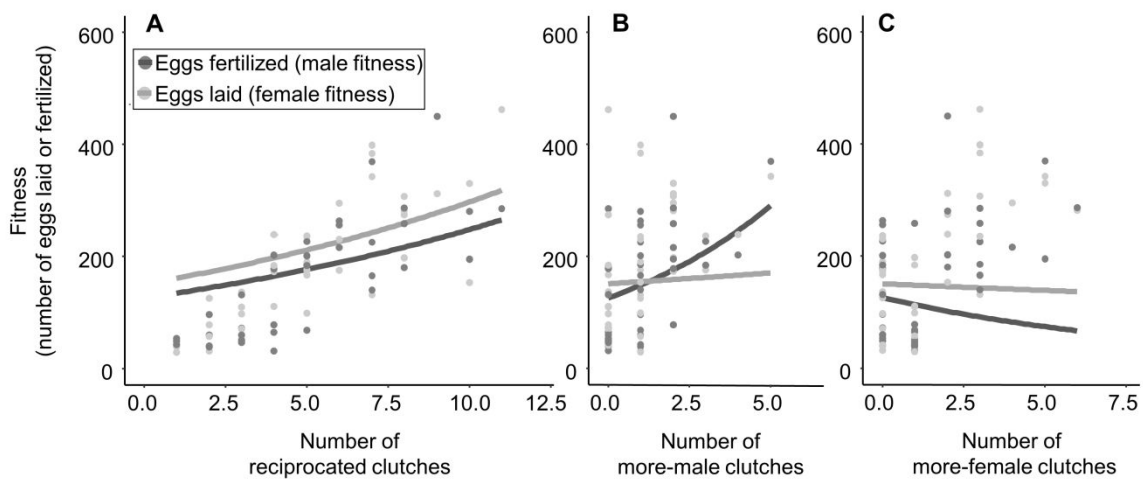 A
B
C
Eggs fertilized (male fitness)
Eggs laid (female fitness)
Fitness
(number of eggs laid or fertilized)
600
400
200
0
0.0 2.5 5.0 7.5 10.0 12.5
Number of
reciprocated clutches
600
400
200
0
0.0 2.5 5.0
Number of
more-male clutches
600
400
200
0
0.0 2.5 5.0 7.5
Number of
more-female clutches